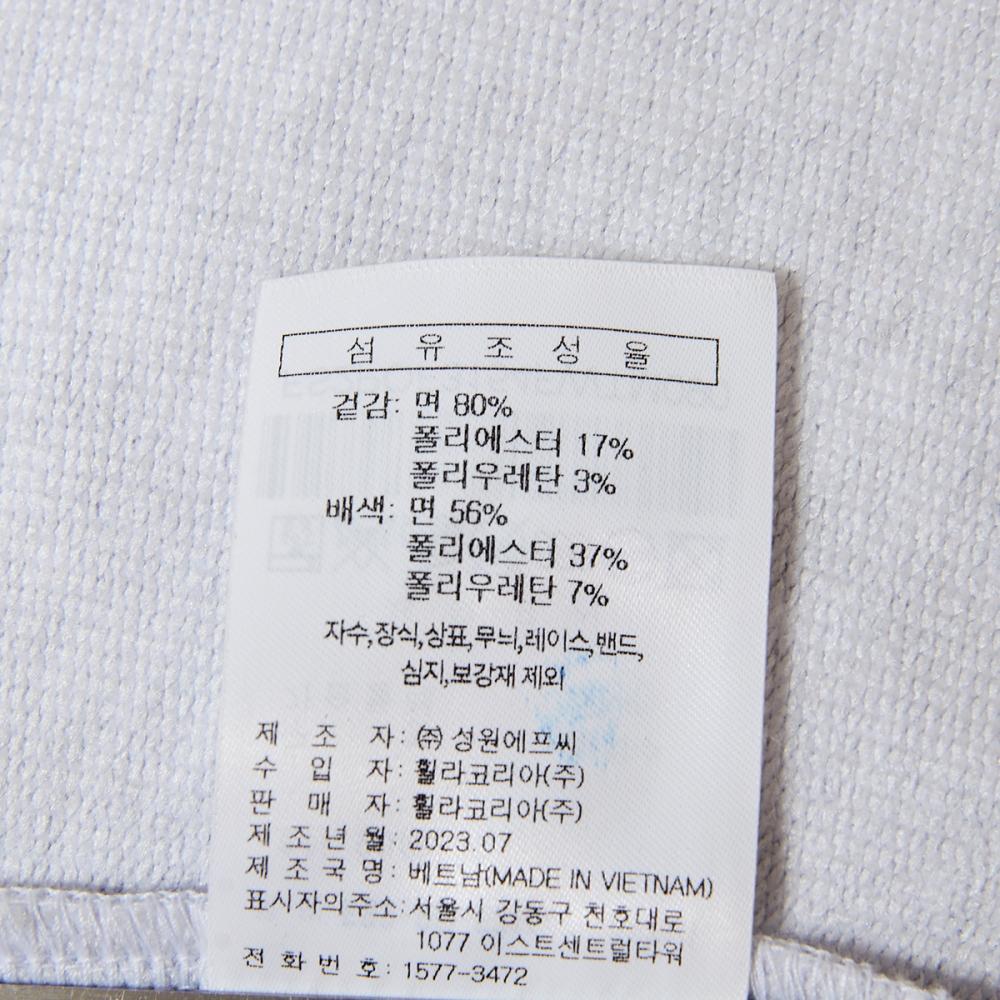 섬 유 조 성 율
겉감: 면 80%
폴리에스터 17%
폴리우레탄 3%
배색: 면 56%
폴리에스터 37%
폴리우레탄 7%
자수,장식,상표,무늬,레이스,밴드,
심지,보강재 제외
제 조 자: ㈜ 성원에프씨
수 입 자: 휠라코리아(주)
판 매 자: 휠라코리아(주)
제 조 년 월: 2023.07
제 조 국 명: 베트남(MADE IN VIETNAM)
표시자의주소: 서울시 강동구 천호대로
1077 이스트센트럴타워
전 화 번 호: 1577-3472